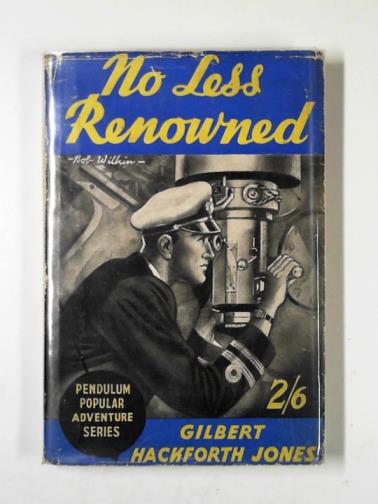 No Less
Renowned
-Bob Wilkin-
PENDULUM
POPULAR
ADVENTURE
SERIES
2/6
GILBERT
HACKFORTH JONES